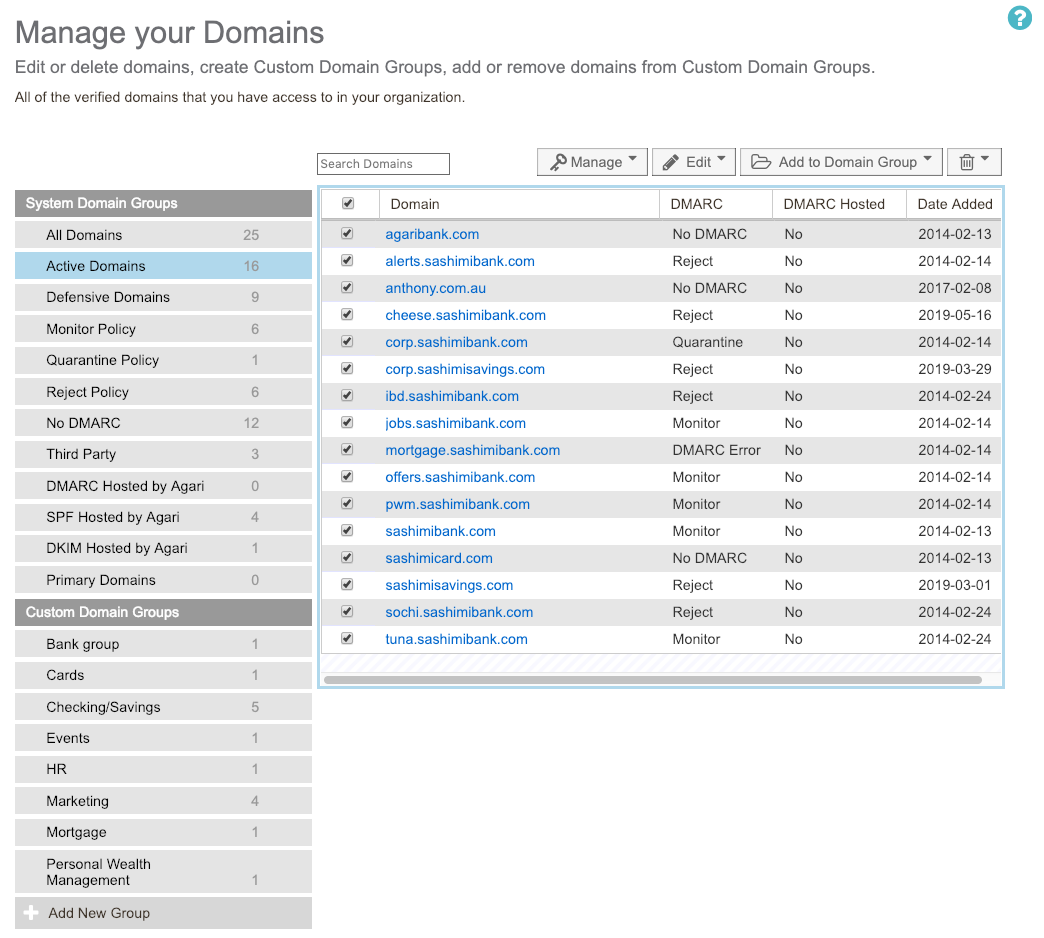 Manage your Domains
?
Edit or delete domains, create Custom Domain Groups, add or remove domains from Custom Domain Groups.
All of the verified domains that you have access to in your organization.
Search Domains
Manage
Edit
Add to Domain Group
System Domain Groups
All Domains 25
Active Domains 16
Defensive Domains 9
Monitor Policy 6
Quarantine Policy 1
Reject Policy 6
No DMARC 12
Third Party 3
DMARC Hosted by Agari 0
SPF Hosted by Agari 4
DKIM Hosted by Agari 1
Primary Domains 0
Custom Domain Groups
Bank group 1
Cards 1
Checking/Savings 5
Events 1
HR 1
Marketing 4
Mortgage 1
Personal Wealth
Management 1
Add New Group
Domain DMARC DMARC Hosted Date Added
agaribank.com No DMARC No 2014-02-13
alerts.sashimibank.com Reject No 2014-02-14
anthony.com.au No DMARC No 2017-02-08
cheese.sashimibank.com Reject No 2019-05-16
corp.sashimibank.com Quarantine No 2014-02-14
corp.sashimisavings.com Reject No 2019-03-29
ibd.sashimibank.com Reject No 2014-02-24
jobs.sashimibank.com Monitor No 2014-02-14
mortgage.sashimibank.com DMARC Error No 2014-02-14
offers.sashimibank.com Monitor No 2014-02-14
pwm.sashimibank.com Monitor No 2014-02-14
sashimibank.com Monitor No 2014-02-13
sashimicard.com No DMARC No 2014-02-13
sashimisavings.com Reject No 2019-03-01
sochi.sashimibank.com Reject No 2014-02-24
tuna.sashimibank.com Monitor No 2014-02-24